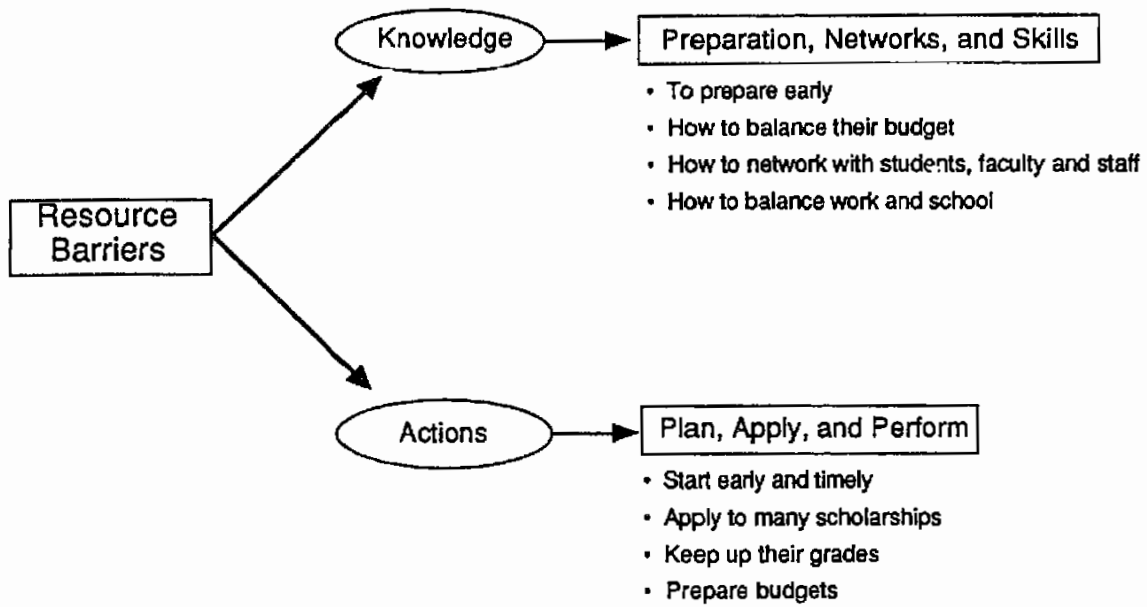 Knowledge
Preparation, Networks, and Skills
• To prepare early
• How to balance their budget
• How to network with students, faculty and staff
• How to balance work and school
Resource
Barriers
Actions
Plan, Apply, and Perform
• Start early and timely
• Apply to many scholarships
• Keep up their grades
• Prepare budgets